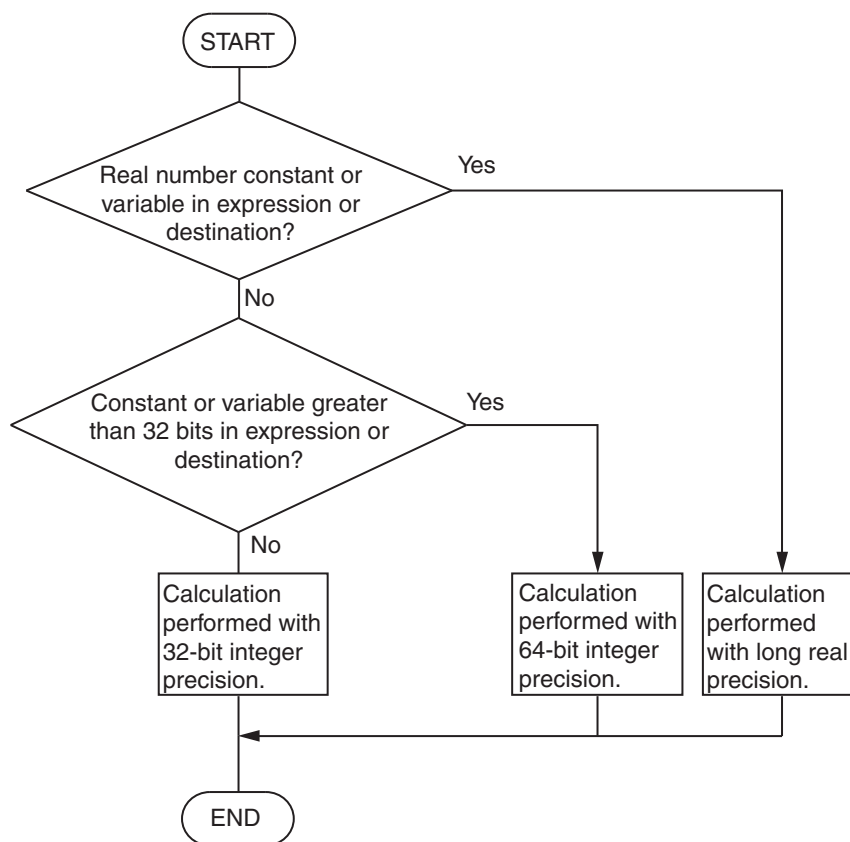 START
Real number constant or
variable in expression or
destination?
Yes
No
Constant or variable greater
than 32 bits in expression or
destination?
Yes
No
Calculation
performed with
32-bit integer
precision.
Calculation
performed with
64-bit integer
precision.
Calculation
performed
with long real
precision.
END